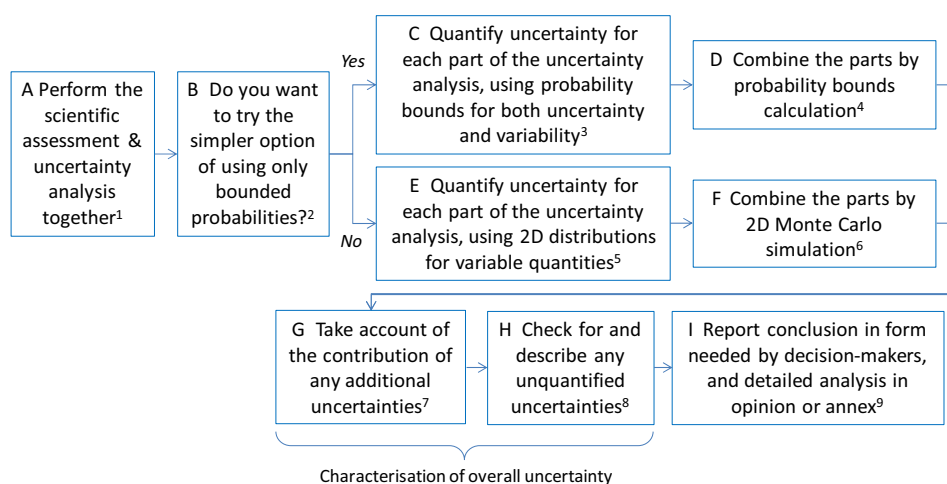 A Perform the
scientific
assessment &
uncertainty
analysis
together¹
B Do you want
to try the
simpler option
of using only
bounded
probabilities?²
Yes
C Quantify uncertainty for
each part of the uncertainty
analysis, using probability
bounds for both uncertainty
and variability³
D Combine the parts by
probability bounds
calculation⁴
No
E Quantify uncertainty for
each part of the uncertainty
analysis, using 2D distributions
for variable quantities⁵
F Combine the parts by
2D Monte Carlo
simulation⁶
G Take account of
the contribution of
any additional
uncertainties⁷
H Check for and
describe any
unquantified
uncertainties⁸
I Report conclusion in form
needed by decision-makers,
and detailed analysis in
opinion or annex⁹
Characterisation of overall uncertainty